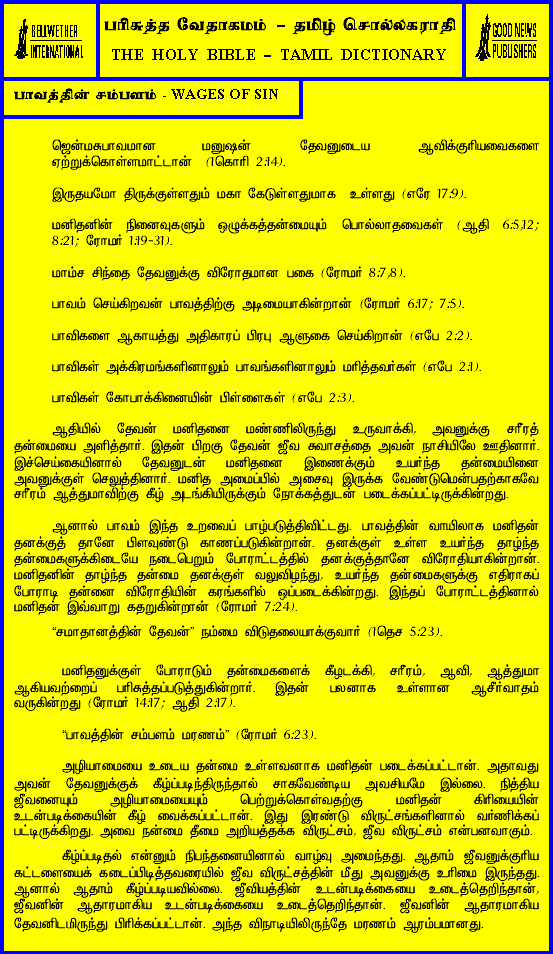 BELLWETHER
INTERNATIONAL
பரிசுத்த வேதாகமம் – தமிழ் சொல்லகராதி
THE HOLY BIBLE – TAMIL DICTIONARY
GOOD NEWS
PUBLISHERS
பாவத்தின் சம்பளம் - WAGES OF SIN
ஜென்மசுபாவமான மனுஷன் தேவனுடைய ஆவிக்குரியவைகளை
ஏற்றுக்கொள்ளமாட்டான் (1கொரி 2:14).
இருதயமோ திருக்குள்ளதும் மகா கேடுள்ளதுமாக உள்ளது (எரே 17:9).
மனிதனின் நினைவுகளும் ஒழுக்கத்தன்மையும் பொல்லாதவைகள் (ஆதி 6:5,12;
8:21; ரோமர் 1:19-31).
மாம்ச சிந்தை தேவனுக்கு விரோதமான பகை (ரோமர் 8:7,8).
பாவம் செய்கிறவன் பாவத்திற்கு அடிமையாகின்றான் (ரோமர் 6:17; 7:5).
பாவிகளை ஆகாயத்து அதிகாரப் பிரபு ஆளுகை செய்கிறான் (எபே 2:2).
பாவிகள் அக்கிரமங்களினாலும் பாவங்களினாலும் மரித்தவர்கள் (எபே 2:1).
பாவிகள் கோபாக்கினையின் பிள்ளைகள் (எபே 2:3).
ஆதியில் தேவன் மனிதனை மண்ணிலிருந்து உருவாக்கி, அவனுக்கு சரீரத்
தன்மையை அளித்தார். இதன் பிறகு தேவன் ஜீவ சுவாசத்தை அவன் நாசியிலே ஊதினார்.
இச்செய்கையினால் தேவனுடன் மனிதனை இணைக்கும் உயர்ந்த தன்மையினை
அவனுக்குள் செலுத்தினார். மனித அமைப்பில் அசைவு இருக்க வேண்டுமென்பதற்காகவே
சரீரம் ஆத்துமாவிற்கு கீழ் அடங்கியிருக்கும் நோக்கத்துடன் படைக்கப்பட்டிருக்கின்றது.
ஆனால் பாவம் இந்த உறவைப் பாழ்படுத்திவிட்டது. பாவத்தின் வாயிலாக மனிதன்
தனக்குத் தானே பிளவுண்டு காணப்படுகின்றான். தனக்குள் உள்ள உயர்ந்த தாழ்ந்த
தன்மைகளுக்கிடையே நடைபெறும் போராட்டத்தில் தனக்குத்தானே விரோதியாகின்றான்.
மனிதனின் தாழ்ந்த தன்மை தனக்குள் வலுவிழந்து, உயர்ந்த தன்மைகளுக்கு எதிராகப்
போராடி தன்னை விரோதியின் கரங்களில் ஒப்படைக்கின்றது. இந்தப் போராட்டத்தினால்
மனிதன் இவ்வாறு கதறுகின்றான் (ரோமர் 7:24).
“சமாதானத்தின் தேவன்” நம்மை விடுதலையாக்குவார் (1தெச 5:23).
மனிதனுக்குள் போராடும் தன்மைகளைக் கீழடக்கி, சரீரம், ஆவி, ஆத்துமா
ஆகியவற்றைப் பரிசுத்தப்படுத்துகின்றார். இதன் பலனாக உள்ளான ஆசீர்வாதம்
வருகின்றது (ரோமர் 14:17; ஆதி 2:17).
“பாவத்தின் சம்பளம் மரணம்” (ரோமர் 6:23).
அழியாமையை உடைய தன்மை உள்ளவனாக மனிதன் படைக்கப்பட்டான். அதாவது
அவன் தேவனுக்குக் கீழ்ப்படிந்திருந்தால் சாகவேண்டிய அவசியமே இல்லை. நித்திய
ஜீவனையும் அழியாமையையும் பெற்றுக்கொள்வதற்கு மனிதன் கிரியையின்
உடன்படிக்கையின் கீழ் வைக்கப்பட்டான். இது இரண்டு விருட்சங்களினால் வர்ணிக்கப்
பட்டிருக்கிறது. அவை நன்மை தீமை அறியத்தக்க விருட்சம், ஜீவ விருட்சம் என்பனவாகும்.
கீழ்ப்படிதல் என்னும் நிபந்தனையினால் வாழ்வு அமைந்தது. ஆதாம் ஜீவனுக்குரிய
கட்டளையைக் கடைப்பிடித்தவரையில் ஜீவ விருட்சத்தின் மீது அவனுக்கு உரிமை இருந்தது.
ஆனால் ஆதாம் கீழ்ப்படியவில்லை. ஜீவியத்தின் உடன்படிக்கையை உடைத்தெறிந்தான்,
ஜீவனின் ஆதாரமாகிய உடன்படிக்கையை உடைத்தெறிந்தான். ஜீவனின் ஆதாரமாகிய
தேவனிடமிருந்து பிரிக்கப்பட்டான். அந்த விநாடியிலிருந்தே மரணம் ஆரம்பமானது.